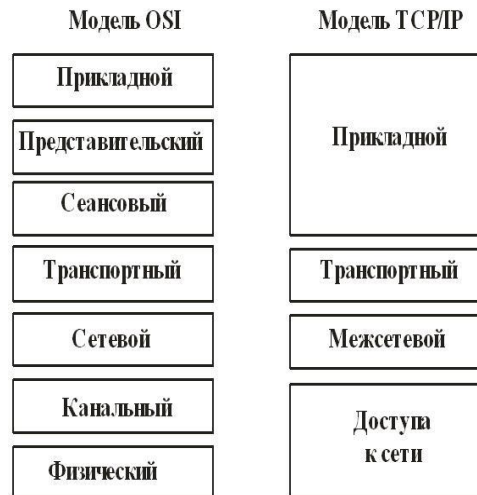 Модель OSI
Прикладной
Представительский
Сеансовый
Транспортный
Сетевой
Канальный
Физический
Модель TCP/IP
Прикладной
Транспортный
Межсетевой
Доступа
к сети